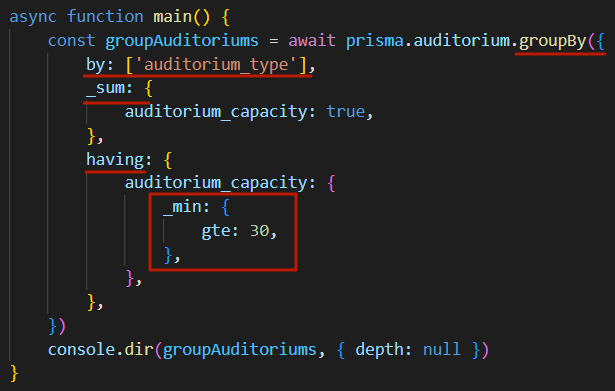 async function main() {
    const groupAuditoriums = await prisma.auditorium.groupBy({
        by: ['auditorium_type'],
        _sum: {
            auditorium_capacity: true,
        },
        having: {
            auditorium_capacity: {
                _min: {
                    gte: 30,
                },
            },
        },
    })
    console.dir(groupAuditoriums, { depth: null })
}